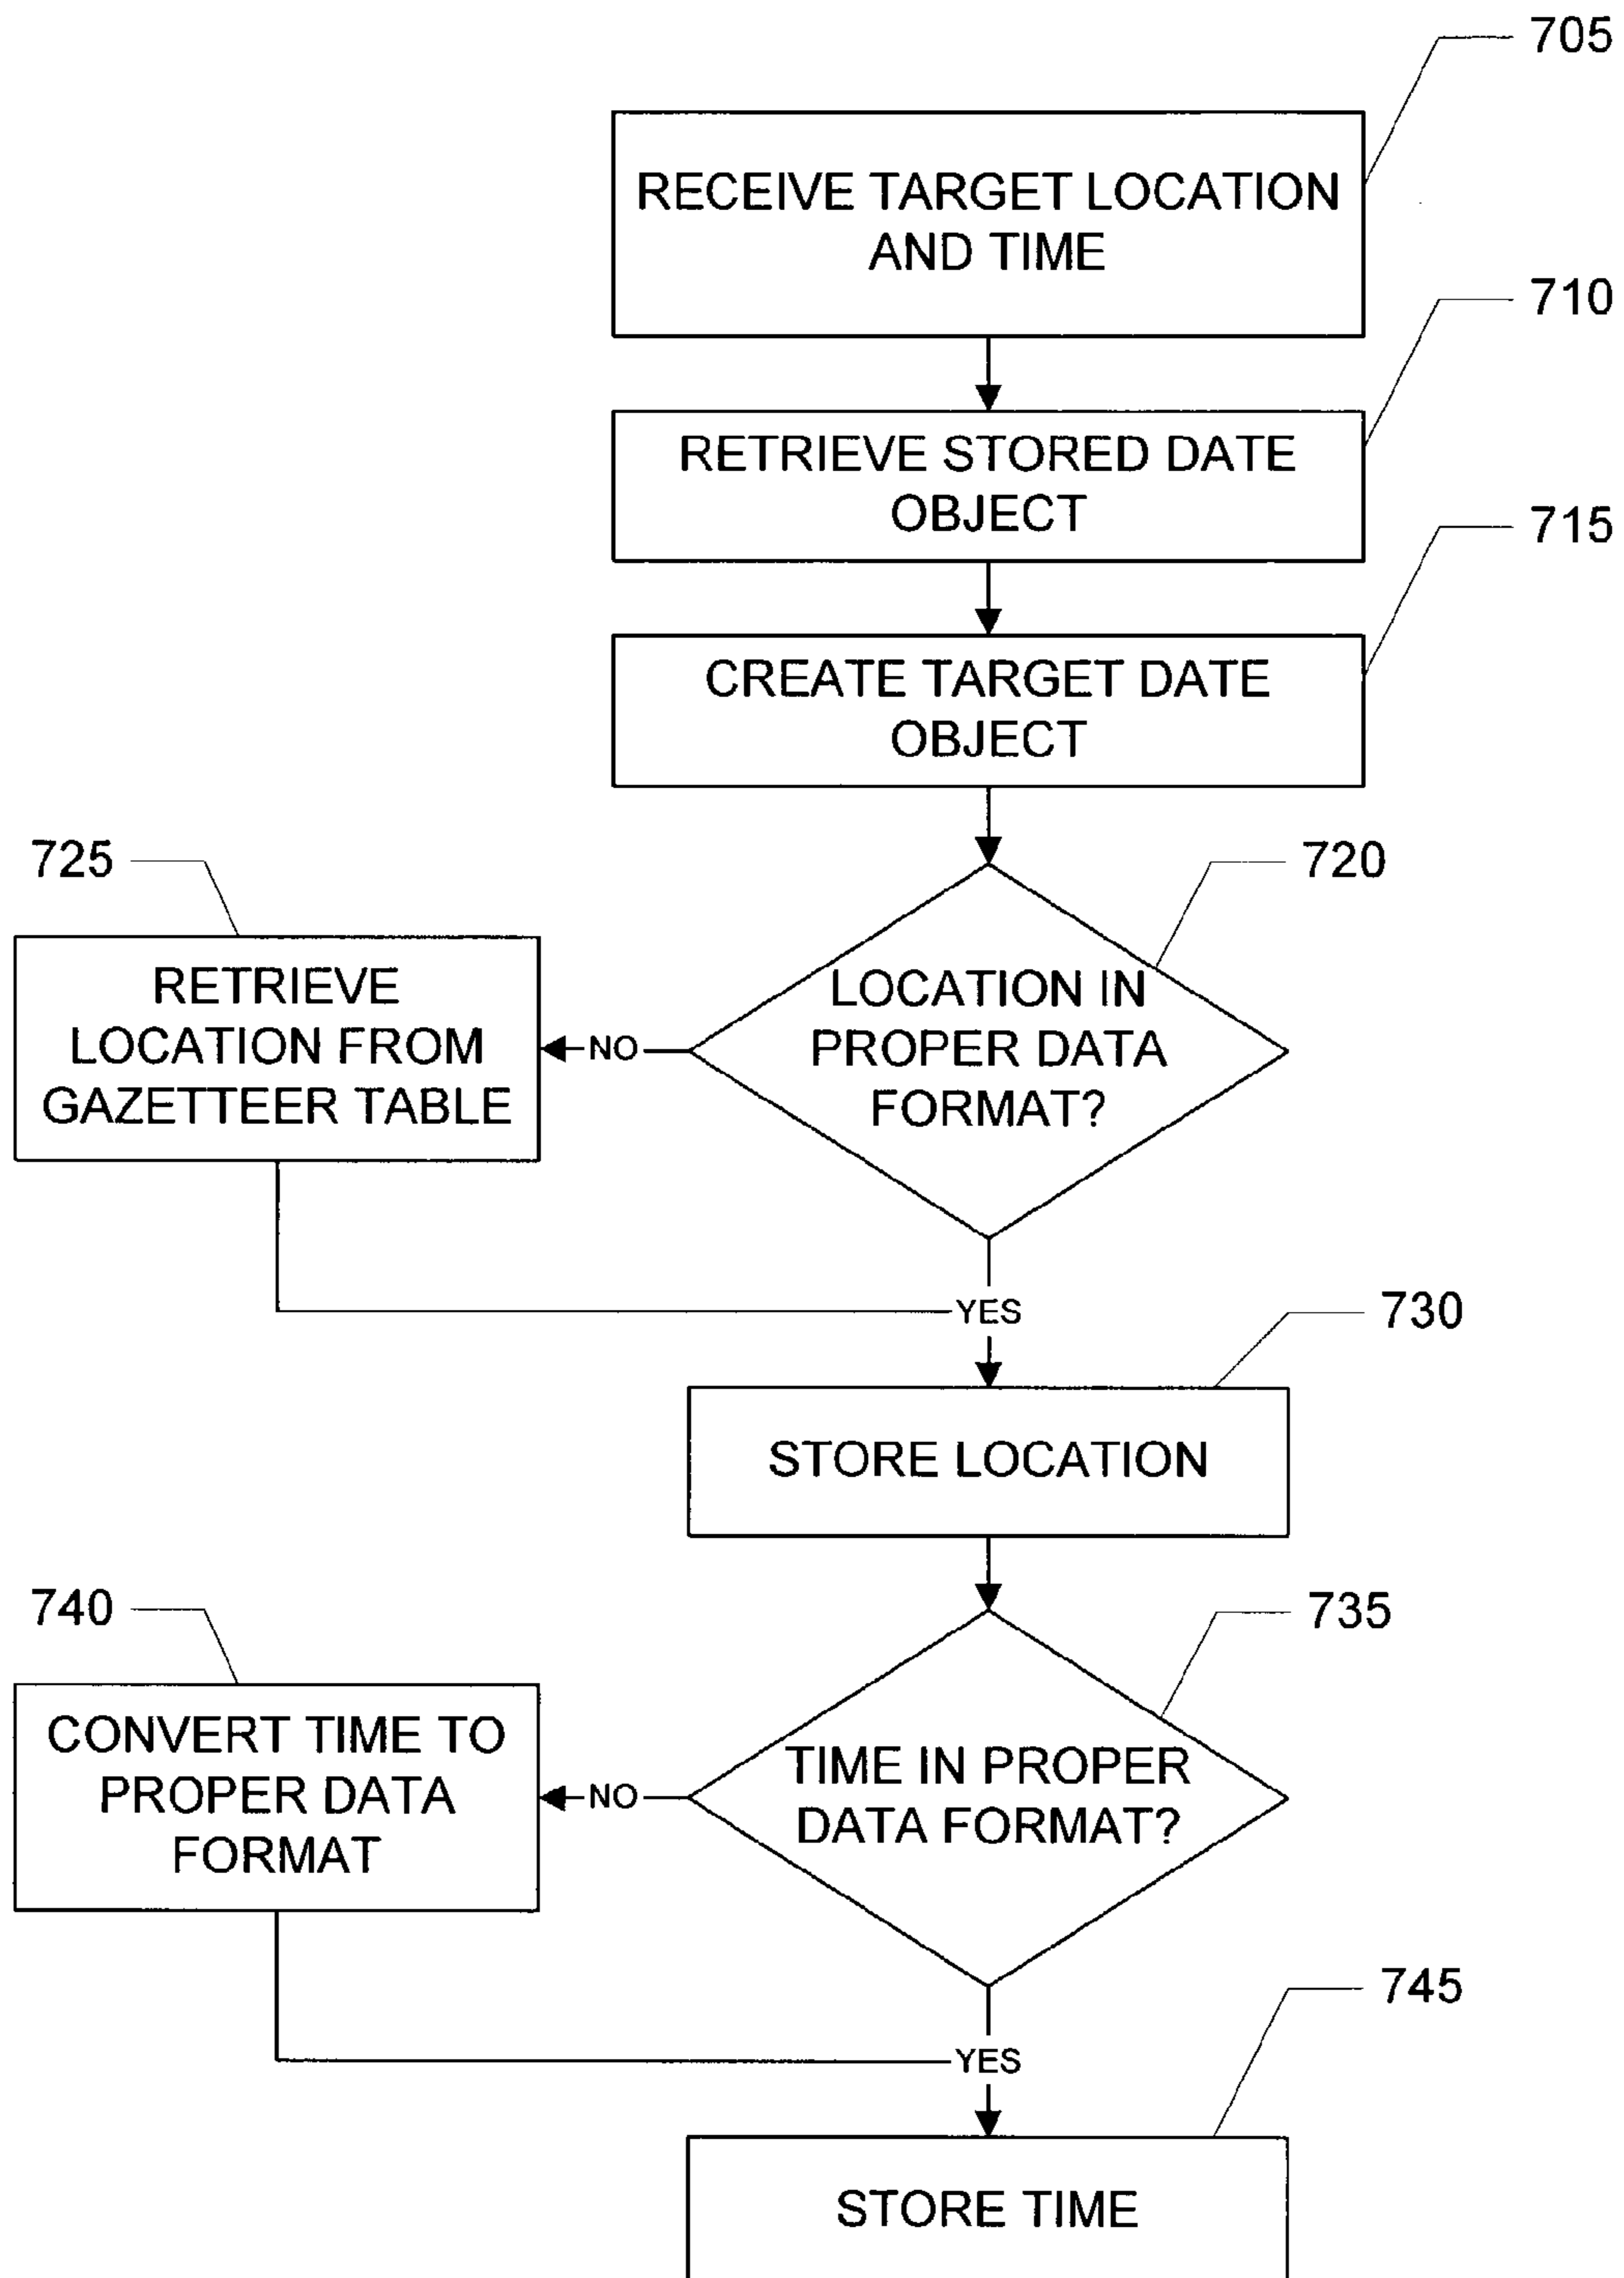 705
RECEIVE TARGET LOCATION
AND TIME
710
RETRIEVE STORED DATE
OBJECT
715
CREATE TARGET DATE
OBJECT
725
720
RETRIEVE
LOCATION FROM
GAZETTEER TABLE
NO
LOCATION IN
PROPER DATA
FORMAT?
YES
730
STORE LOCATION
740
735
CONVERT TIME TO
PROPER DATA
FORMAT
NO
TIME IN PROPER
DATA FORMAT?
745
YES
STORE TIME